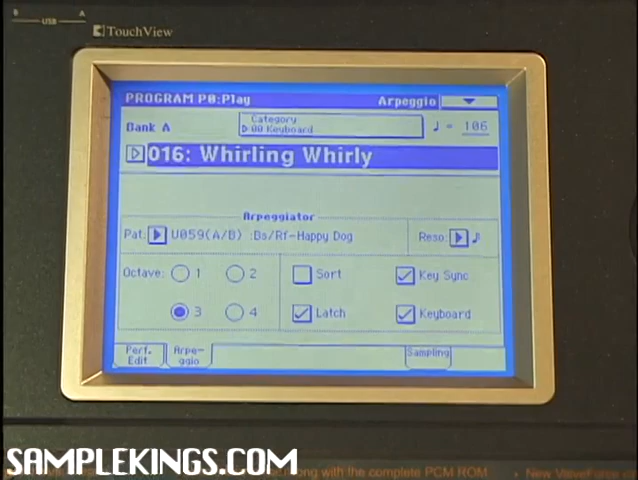 B USB A
TouchView
PROGRAM P0:Play Arpeggio
Bank A Category ♩ = 106
00 Keyboard
016: Whirling Whirly
Arpeggiator
Pat: U059(A/B) :Bs/Rf-Happy Dog Reso: ♪
Octave: 1 2 Sort Key Sync
3 4 Latch Keyboard
Perf. Edit Arpe-ggio Sampling
SAMPLEKINGS.COM
along with the complete PCM ROM • New ValveForce